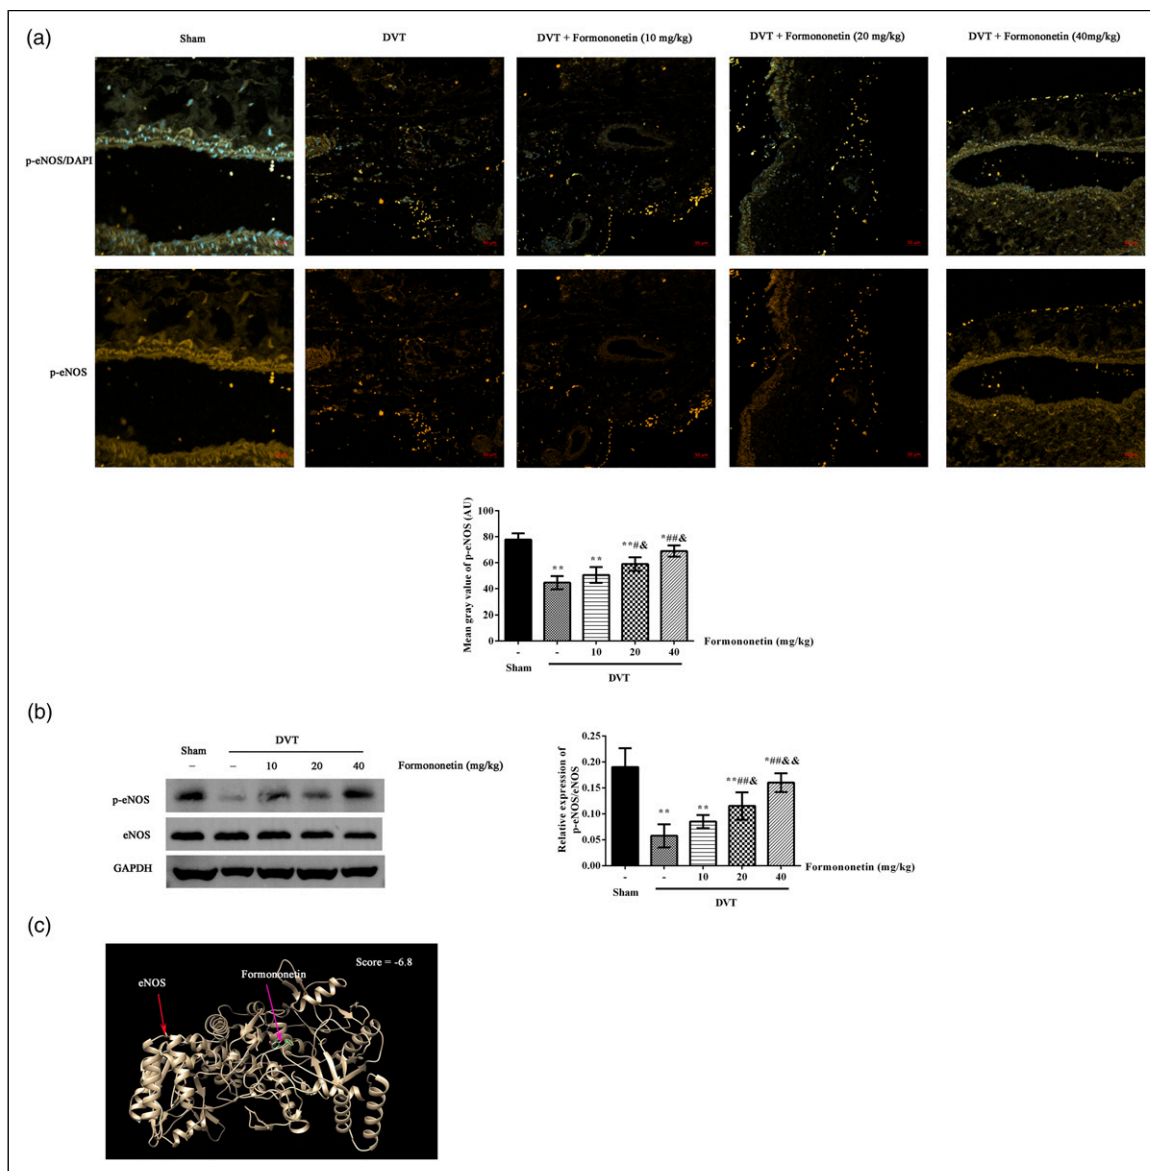 (a)
Sham
DVT
DVT + Formononetin (10 mg/kg)
DVT + Formononetin (20 mg/kg)
DVT + Formononetin (40mg/kg)
p-eNOS/DAPI
p-eNOS
Mean gray value of p-eNOS (AU)
100
80
60
40
20
0
**
**
**#&
*##&
- - 10 20 40
Formononetin (mg/kg)
Sham
DVT
(b)
Sham
DVT
– – 10 20 40
Formononetin (mg/kg)
p-eNOS
eNOS
GAPDH
Relative expression of
p-eNOS/eNOS
0.25
0.20
0.15
0.10
0.05
0.00
**
**
**##&
*##&&
- - 10 20 40
Formononetin (mg/kg)
Sham
DVT
(c)
Score = -6.8
Formononetin
eNOS